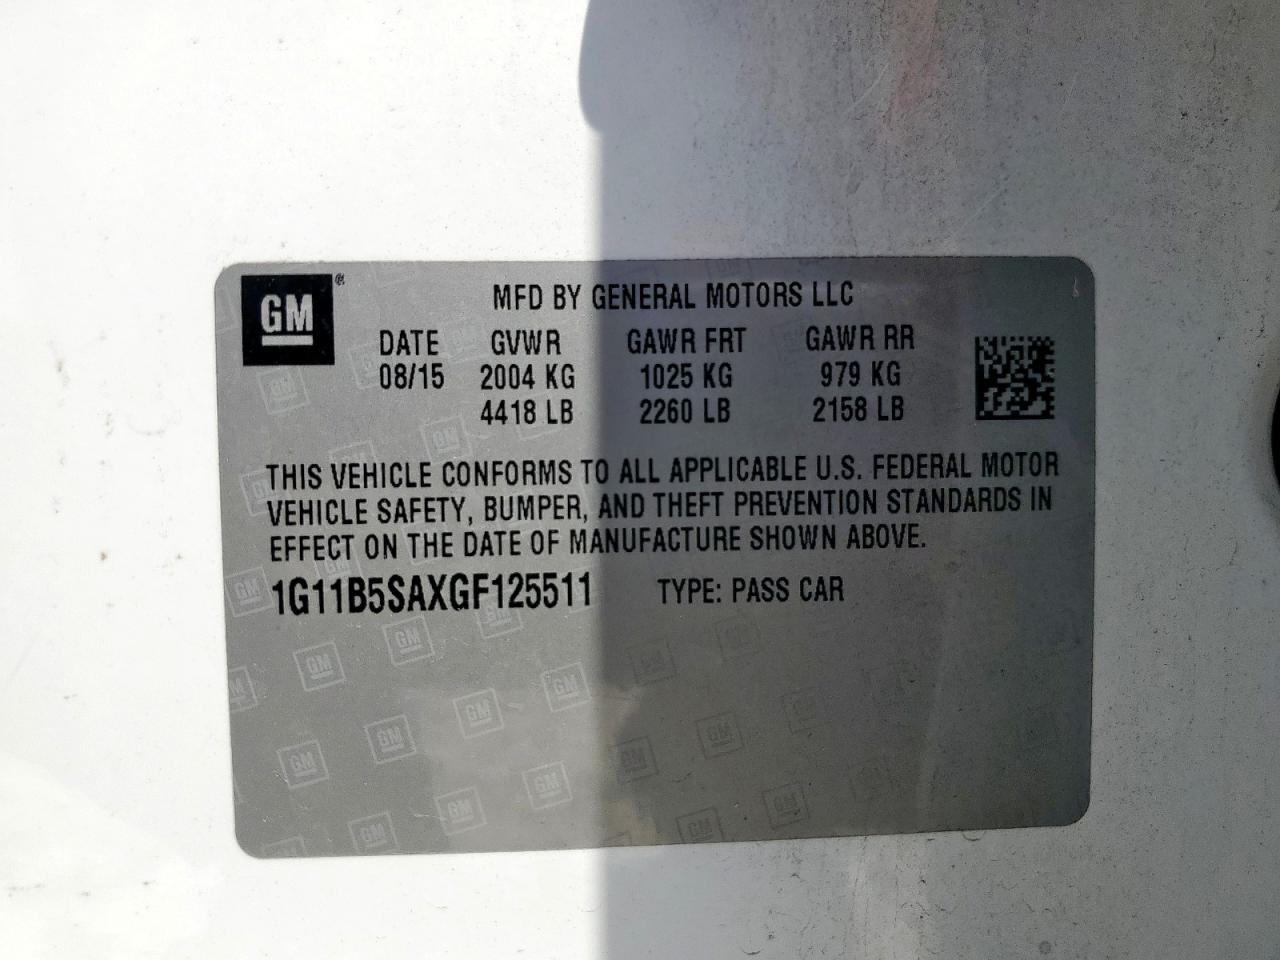 GM ®
MFD BY GENERAL MOTORS LLC
DATE GVWR GAWR FRT GAWR RR
08/15 2004 KG 1025 KG 979 KG
4418 LB 2260 LB 2158 LB
THIS VEHICLE CONFORMS TO ALL APPLICABLE U.S. FEDERAL MOTOR
VEHICLE SAFETY, BUMPER, AND THEFT PREVENTION STANDARDS IN
EFFECT ON THE DATE OF MANUFACTURE SHOWN ABOVE.
1G11B5SAXGF125511 TYPE: PASS CAR